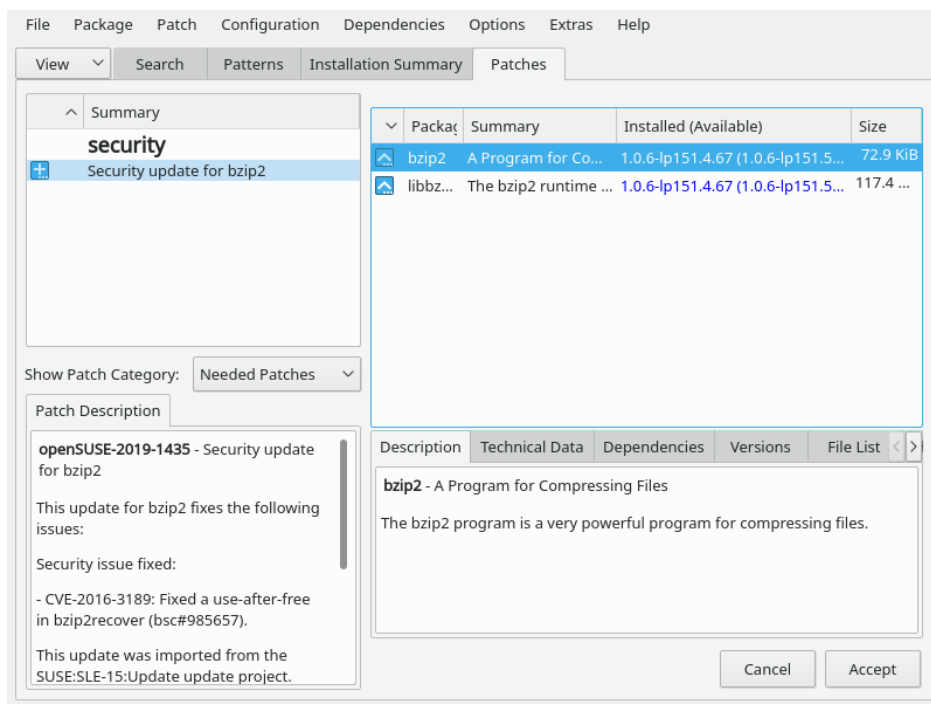 File Package Patch Configuration Dependencies Options Extras Help
View Search Patterns Installation Summary Patches
Summary
security
Security update for bzip2
Packag Summary Installed (Available) Size
bzip2 A Program for Co... 1.0.6-lp151.4.67 (1.0.6-lp151.5... 72.9 KiB
libbz... The bzip2 runtime ... 1.0.6-lp151.4.67 (1.0.6-lp151.5... 117.4 ...
Show Patch Category: Needed Patches
Patch Description
openSUSE-2019-1435 - Security update
for bzip2
This update for bzip2 fixes the following
issues:
Security issue fixed:
- CVE-2016-3189: Fixed a use-after-free
in bzip2recover (bsc#985657).
This update was imported from the
SUSE:SLE-15:Update update project.
Description Technical Data Dependencies Versions File List
bzip2 - A Program for Compressing Files
The bzip2 program is a very powerful program for compressing files.
Cancel Accept